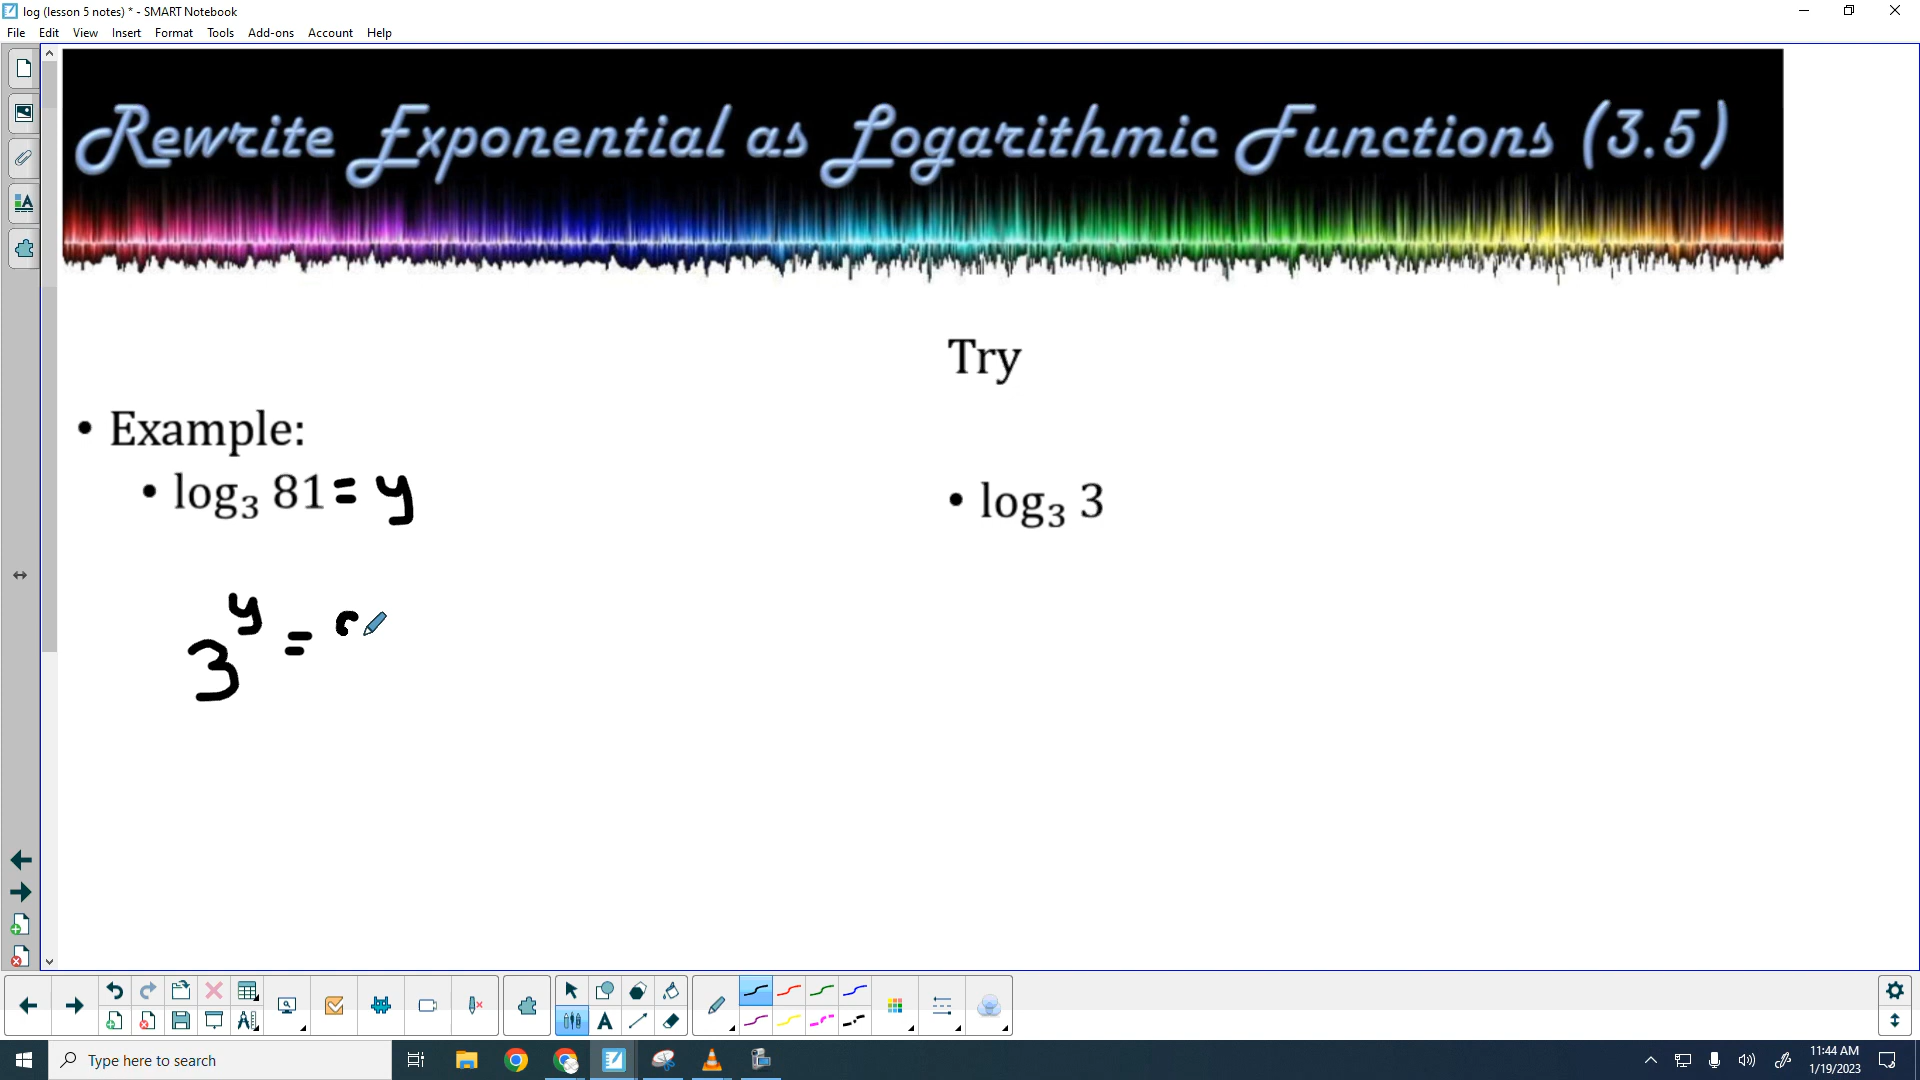 log (lesson 5 notes) * - SMART Notebook
File Edit View Insert Format Tools Add-ons Account Help
Rewrite Exponential as Logarithmic Functions (3.5)
Try
• Example:
• log₃ 81 = y
• log₃ 3
3^y =
Type here to search
11:44 AM
1/19/2023